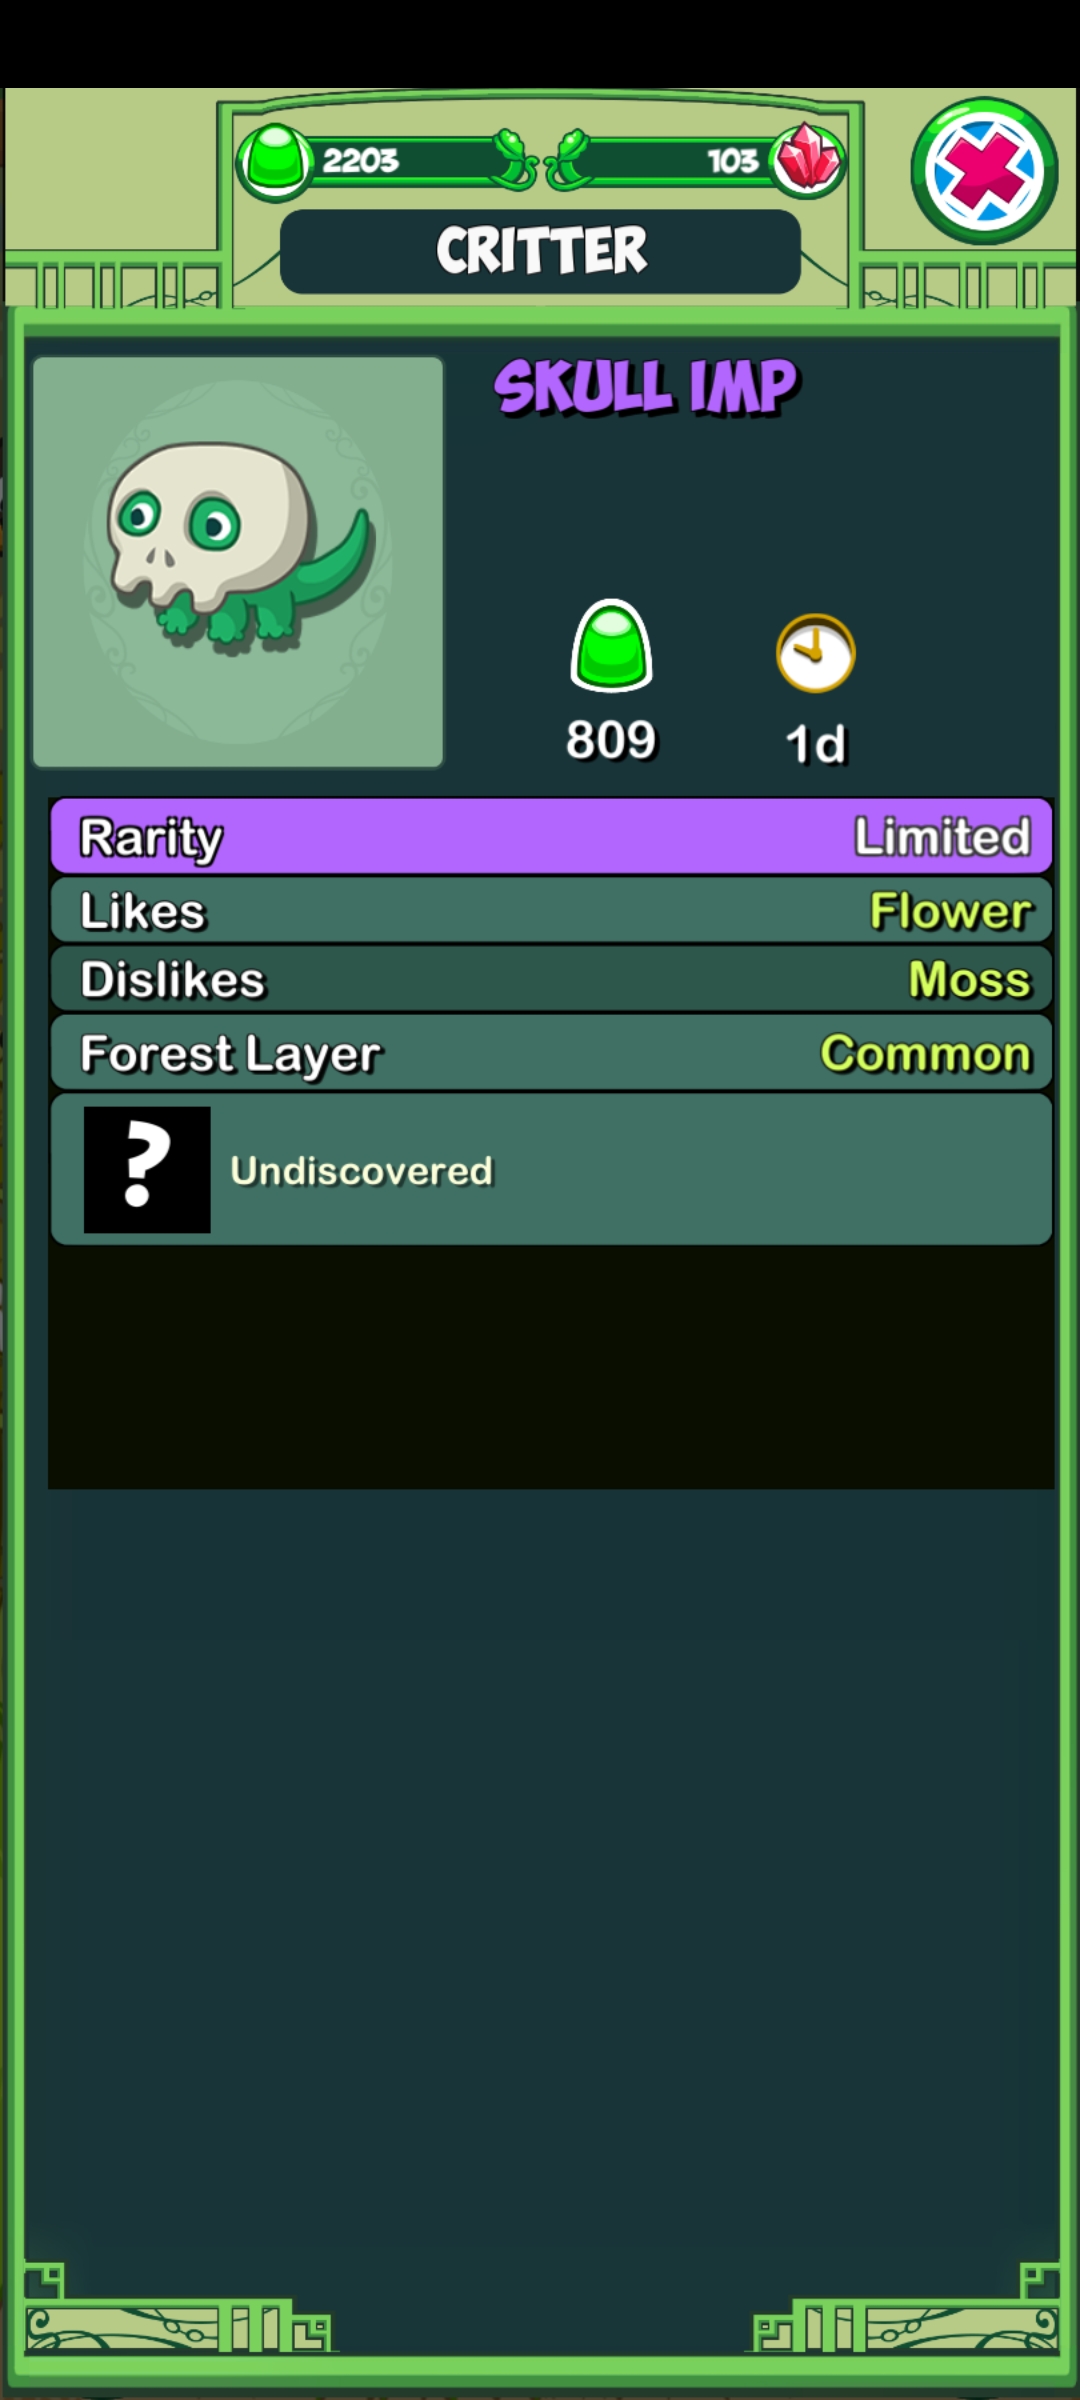 2203
103
CRITTER
SKULL IMP
809
1d
Rarity Limited
Likes Flower
Dislikes Moss
Forest Layer Common
? Undiscovered